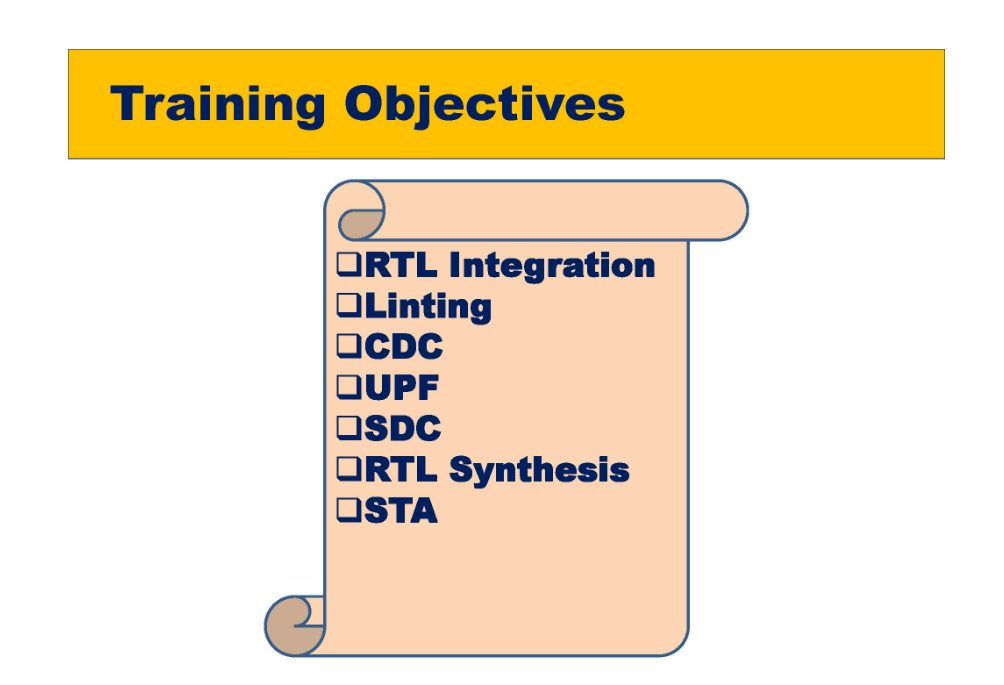 Training Objectives
❑RTL Integration
❑Linting
❑CDC
❑UPF
❑SDC
❑RTL Synthesis
❑STA